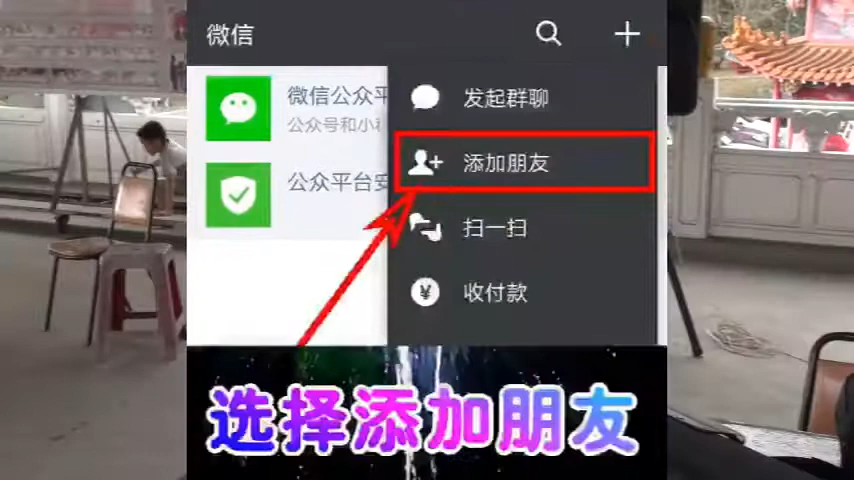 微信
微信公众平
公众号和小
公众平台安
发起群聊
添加朋友
扫一扫
收付款
选择添加朋友